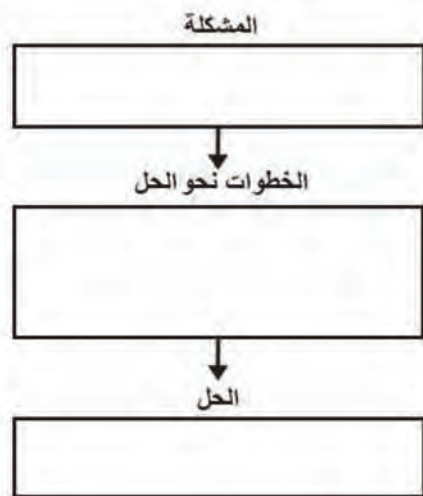 المشكلة
الخطوات نحو الحل
الحل